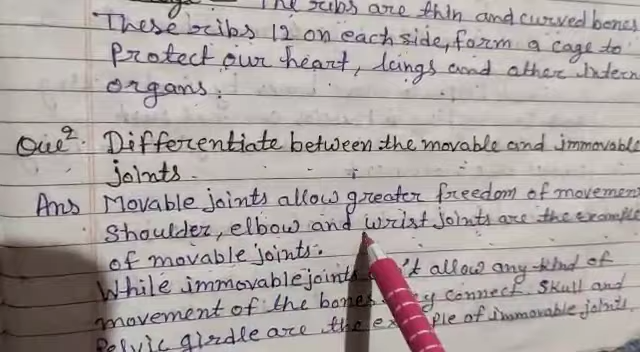 The ribs are thin and curved bones
These ribs 12 on each side, form a cage to
Protect our heart, lungs and other intern
organs.
Que2. Differentiate between the movable and immovable
joints.
Ans Movable joints allow greater freedom of movemen
Shoulder, elbow and wrist joints are the example
of movable joints.
While immovable joints allow any kind of
movement of the bones connect. Skull and
Pelvic girdle are the of immovable joints.